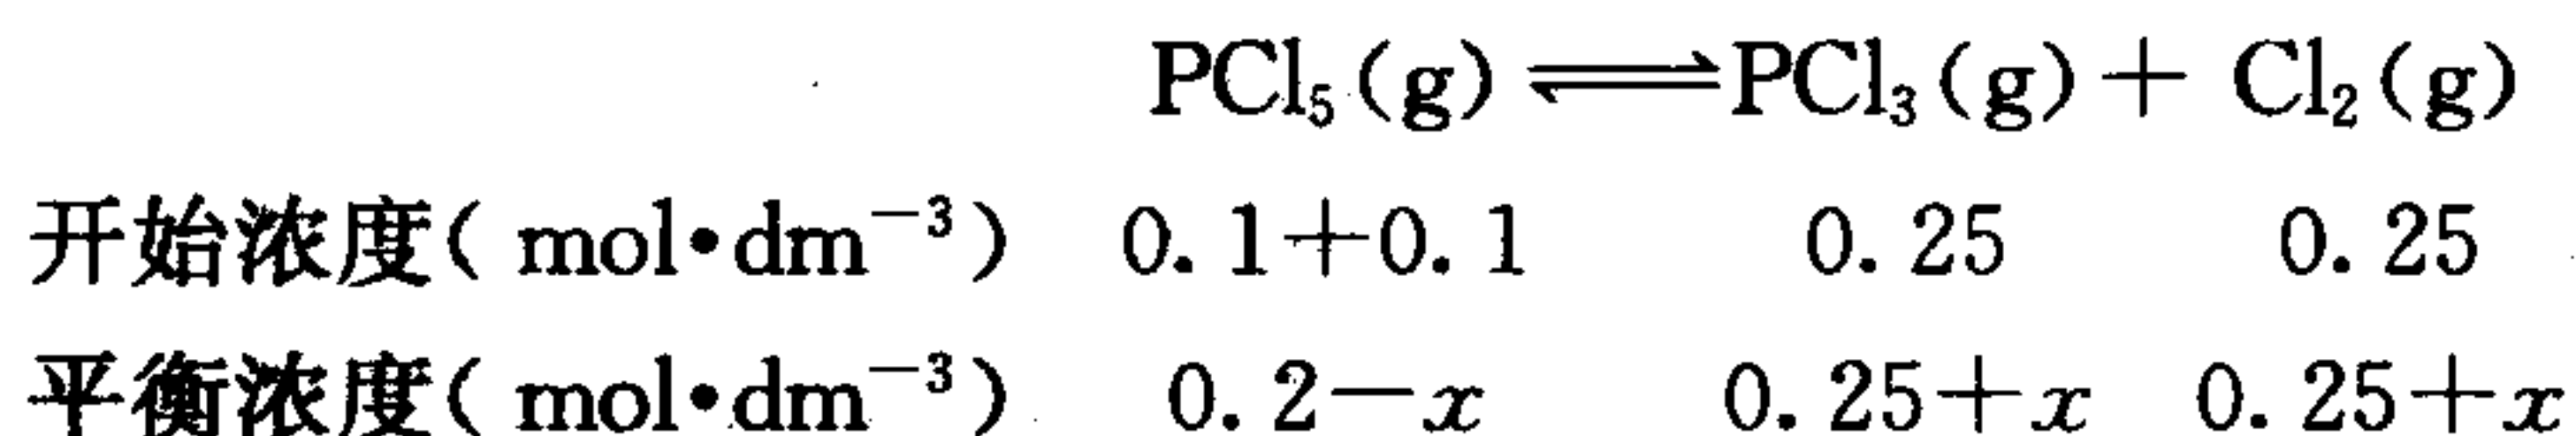 PCl₅(g)⇌PCl₃(g)+ Cl₂(g)
开始浓度( mol•dm⁻³) 0.1+0.1 0.25 0.25
平衡浓度( mol•dm⁻³) 0.2−x 0.25+x 0.25+x